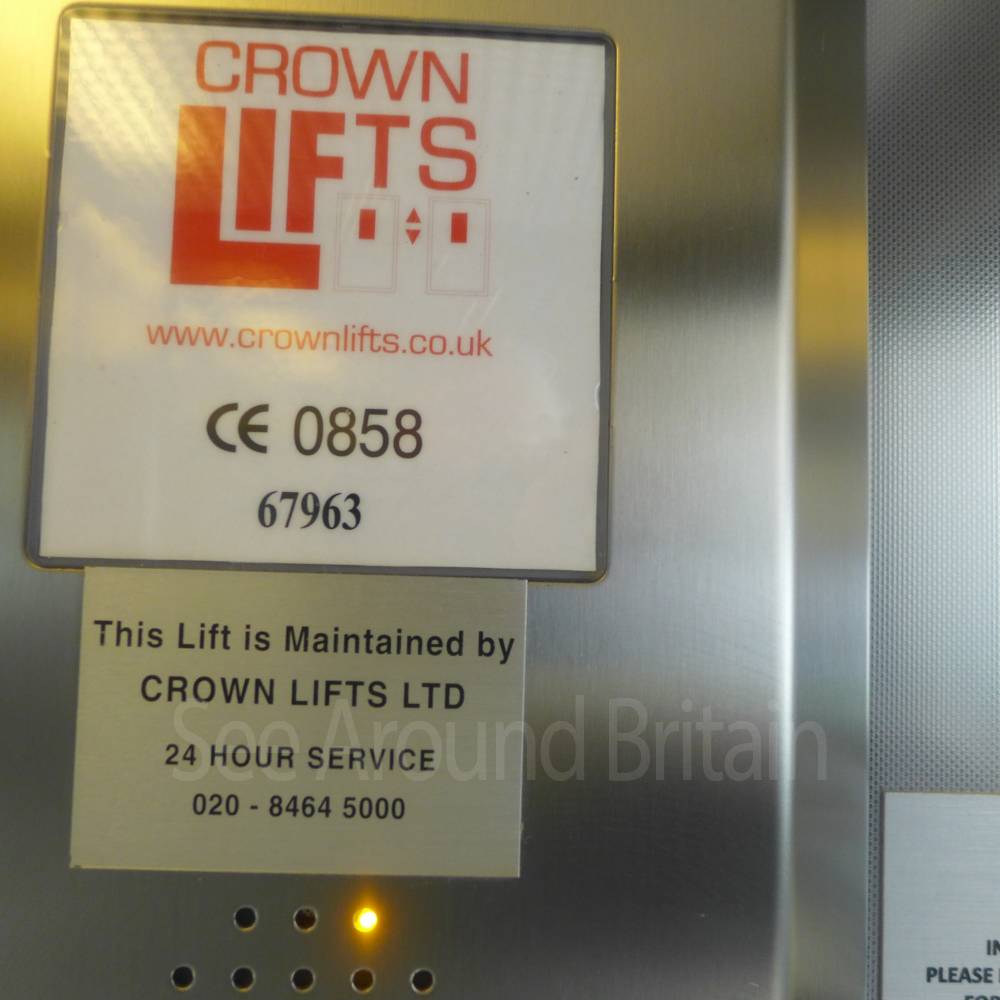 CROWN
LIFTS
www.crownlifts.co.uk
CE 0858
67963
This Lift is Maintained by
CROWN LIFTS LTD
24 HOUR SERVICE
020 - 8464 5000
See Around Britain
PLEASE